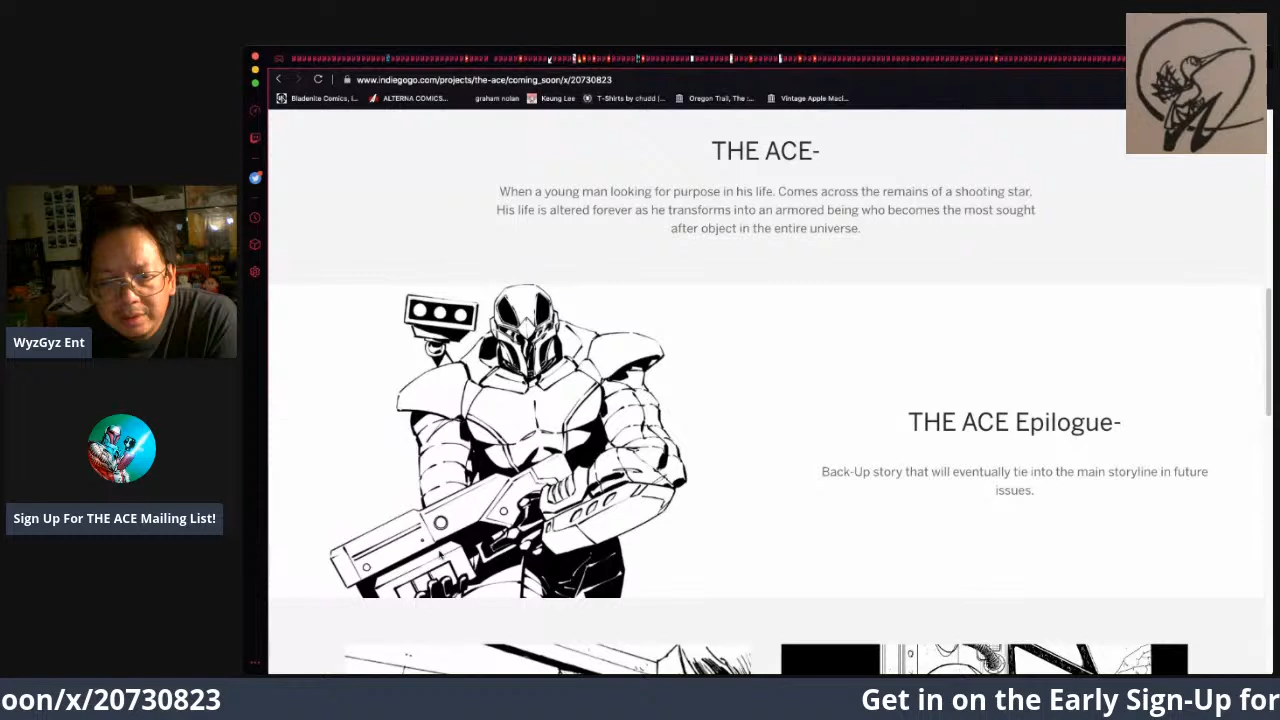 www.indiegogo.com/projects/the-ace/coming_soon/x/20730823
Bladenite Comics, i...
ALTERNA COMICS...
graham nolan
Keung Lee
T-Shirts by chudd |...
Oregon Trail, The :...
Vintage Apple Maci...
THE ACE-
When a young man looking for purpose in his life. Comes across the remains of a shooting star.
His life is altered forever as he transforms into an armored being who becomes the most sought
after object in the entire universe.
WyzGyz Ent
THE ACE Epilogue-
Back-Up story that will eventually tie into the main storyline in future
issues.
Sign Up For THE ACE Mailing List!
oon/x/20730823
Get in on the Early Sign-Up for